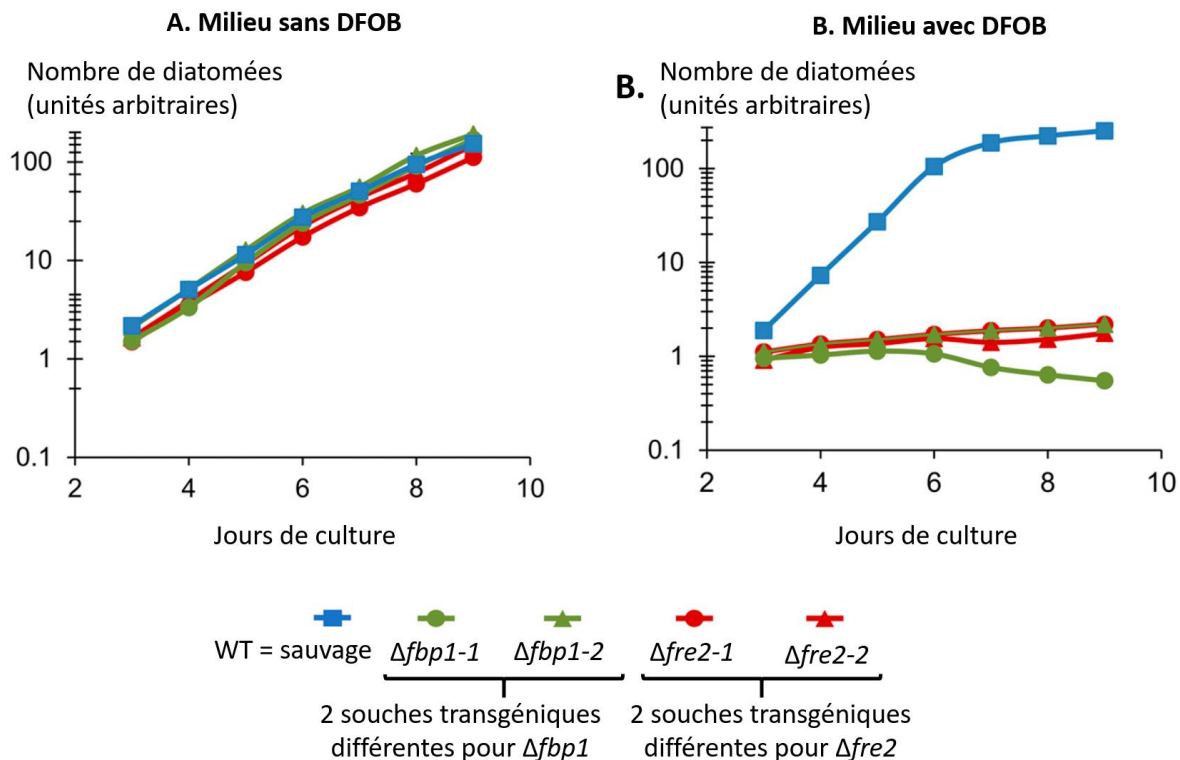 A. Milieu sans DFOB
Nombre de diatomées
(unités arbitraires)
100
10
1
0.1
2 4 6 8 10
Jours de culture
B. Milieu avec DFOB
B.
Nombre de diatomées
(unités arbitraires)
100
10
1
0.1
2 4 6 8 10
Jours de culture
WT = sauvage Δfbp1-1 Δfbp1-2 Δfre2-1 Δfre2-2
2 souches transgéniques
différentes pour Δfbp1
2 souches transgéniques
différentes pour Δfre2